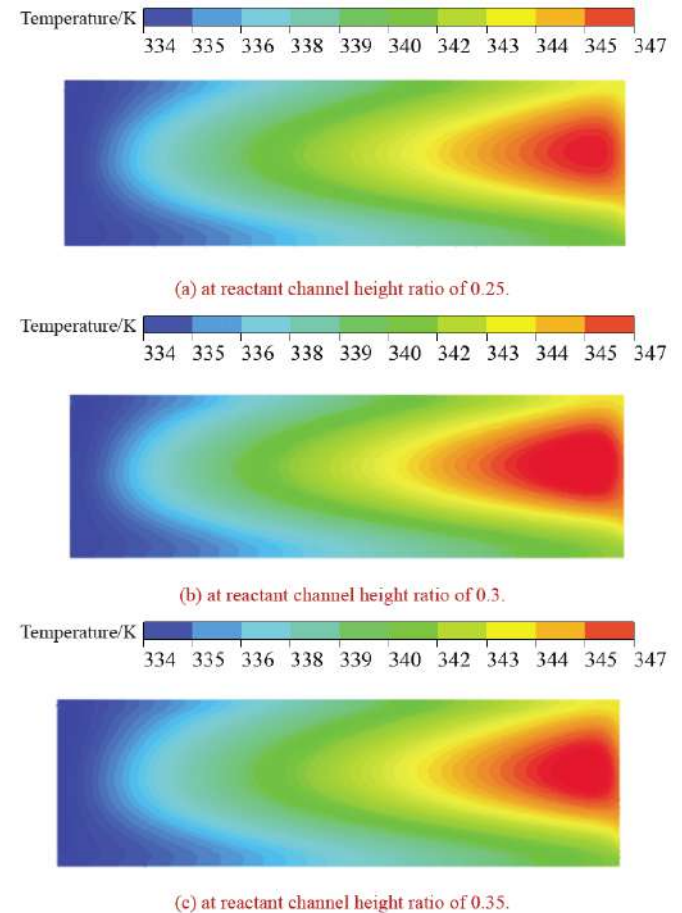 Temperature/K
334 335 336 338 339 340 342 343 344 345 347
(a) at reactant channel height ratio of 0.25.
Temperature/K
334 335 336 338 339 340 342 343 344 345 347
(b) at reactant channel height ratio of 0.3.
Temperature/K
334 335 336 338 339 340 342 343 344 345 347
(c) at reactant channel height ratio of 0.35.